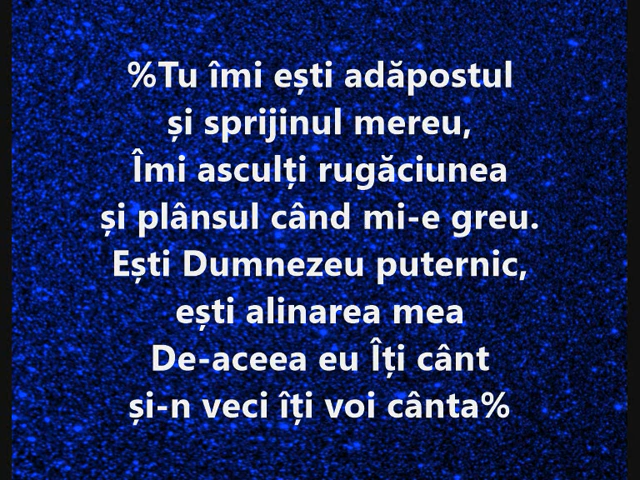 %Tu îmi ești adăpostul
și sprijinul mereu,
Îmi asculți rugăciunea
și plânsul când mi-e greu.
Ești Dumnezeu puternic,
ești alinarea mea
De-aceea eu Îți cânt
și-n veci îți voi cânta%